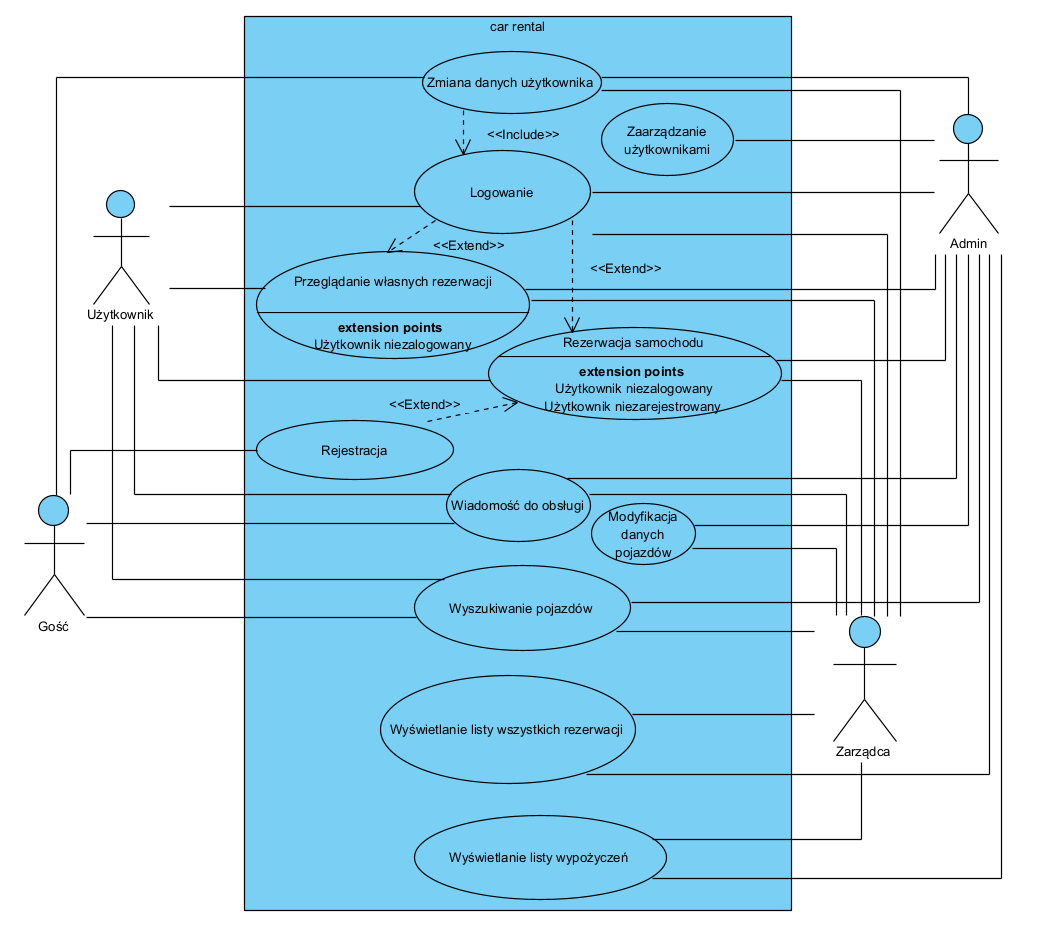 car rental
Zmiana danych użytkownika
<<Include>>
Zaarządzanie
użytkownikami
Logowanie
Admin
<<Extend>>
<<Extend>>
Przeglądanie własnych rezerwacji
extension points
Użytkownik niezalogowany
Użytkownik
Rezerwacja samochodu
extension points
Użytkownik niezalogowany
Użytkownik niezarejestrowany
<<Extend>>
Rejestracja
Wiadomość do obsługi
Modyfikacja
danych
pojazdów
Wyszukiwanie pojazdów
Gość
Wyświetlanie listy wszystkich rezerwacji
Zarządca
Wyświetlanie listy wypożyczeń